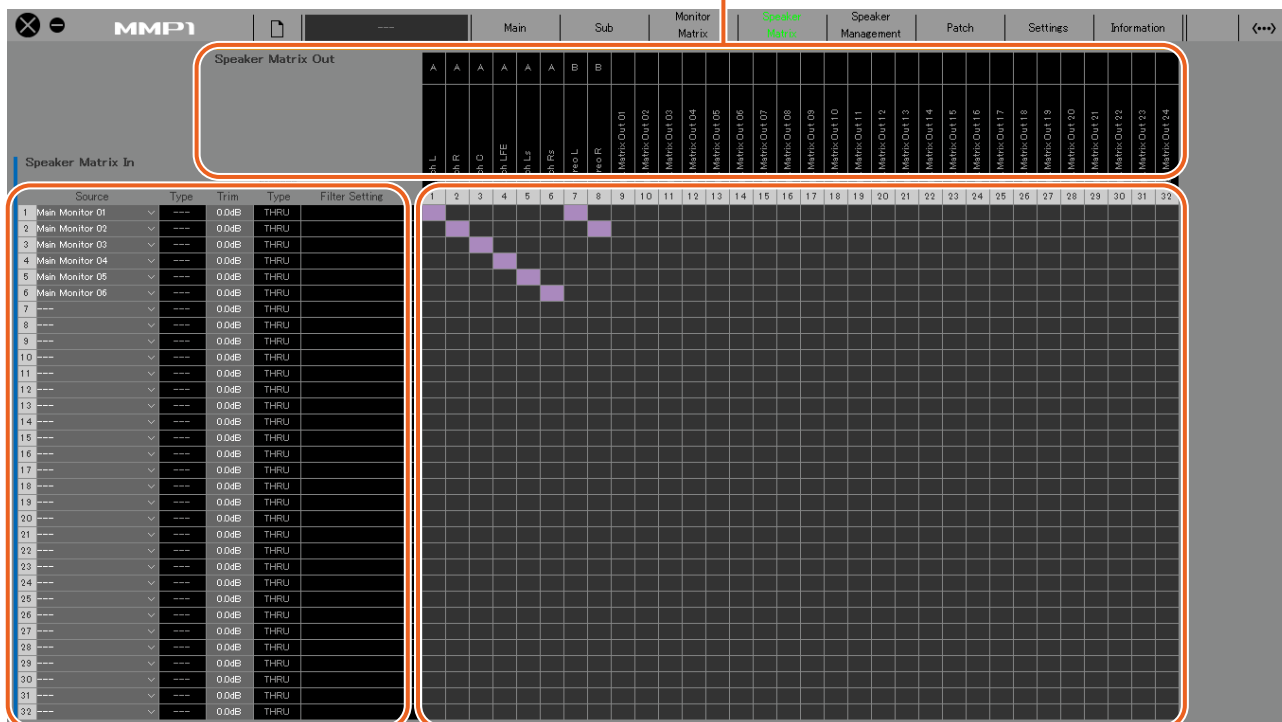 MMP1 --- Main Sub Monitor Matrix Speaker Matrix Speaker Management Patch Settings Information
Speaker Matrix Out
A A A A A A B B
ch L
ch R
ch C
ch LFE
ch Ls
ch Rs
reo L
reo R
Matrix Out 01
Matrix Out 02
Matrix Out 03
Matrix Out 04
Matrix Out 05
Matrix Out 06
Matrix Out 07
Matrix Out 08
Matrix Out 09
Matrix Out 10
Matrix Out 11
Matrix Out 12
Matrix Out 13
Matrix Out 14
Matrix Out 15
Matrix Out 16
Matrix Out 17
Matrix Out 18
Matrix Out 19
Matrix Out 20
Matrix Out 21
Matrix Out 22
Matrix Out 23
Matrix Out 24
Speaker Matrix In
Source Type Trim Type Filter Setting 1 2 3 4 5 6 7 8 9 10 11 12 13 14 15 16 17 18 19 20 21 22 23 24 25 26 27 28 29 30 31 32
1 Main Monitor 01 --- 0.0dB THRU
2 Main Monitor 02 --- 0.0dB THRU
3 Main Monitor 03 --- 0.0dB THRU
4 Main Monitor 04 --- 0.0dB THRU
5 Main Monitor 05 --- 0.0dB THRU
6 Main Monitor 06 --- 0.0dB THRU
7 --- --- 0.0dB THRU
8 --- --- 0.0dB THRU
9 --- --- 0.0dB THRU
10 --- --- 0.0dB THRU
11 --- --- 0.0dB THRU
12 --- --- 0.0dB THRU
13 --- --- 0.0dB THRU
14 --- --- 0.0dB THRU
15 --- --- 0.0dB THRU
16 --- --- 0.0dB THRU
17 --- --- 0.0dB THRU
18 --- --- 0.0dB THRU
19 --- --- 0.0dB THRU
20 --- --- 0.0dB THRU
21 --- --- 0.0dB THRU
22 --- --- 0.0dB THRU
23 --- --- 0.0dB THRU
24 --- --- 0.0dB THRU
25 --- --- 0.0dB THRU
26 --- --- 0.0dB THRU
27 --- --- 0.0dB THRU
28 --- --- 0.0dB THRU
29 --- --- 0.0dB THRU
30 --- --- 0.0dB THRU
31 --- --- 0.0dB THRU
32 --- --- 0.0dB THRU